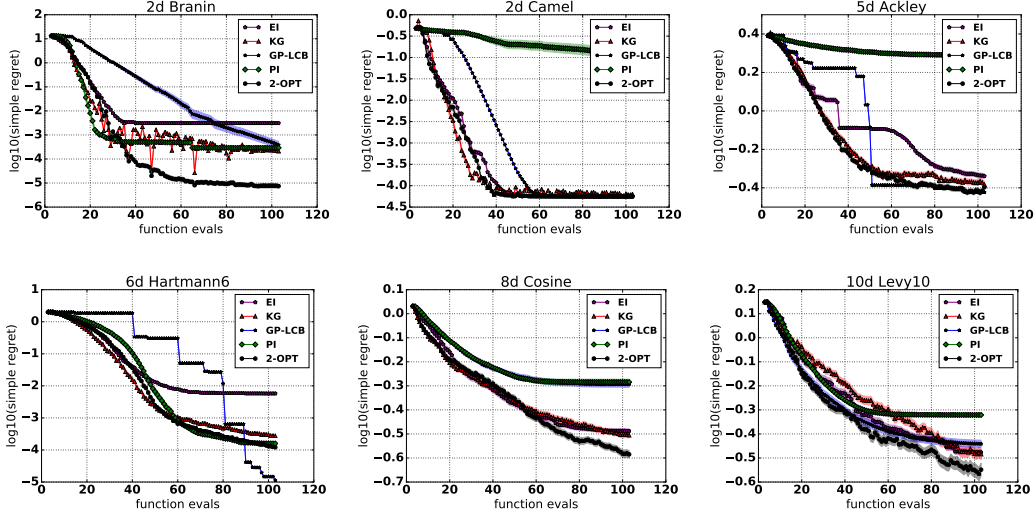 2d Branin
2
1
0
−1
−2
−3
−4
−5
−6
0 20 40 60 80 100 120
log10(simple regret)
function evals
EI
KG
GP-LCB
PI
2-OPT
2d Camel
0.0
−0.5
−1.0
−1.5
−2.0
−2.5
−3.0
−3.5
−4.0
−4.5
0 20 40 60 80 100 120
log10(simple regret)
function evals
EI
KG
GP-LCB
PI
2-OPT
5d Ackley
0.4
0.2
0.0
−0.2
−0.4
0 20 40 60 80 100 120
log10(simple regret)
function evals
EI
KG
GP-LCB
PI
2-OPT
6d Hartmann6
1
0
−1
−2
−3
−4
−5
0 20 40 60 80 100 120
log10(simple regret)
function evals
EI
KG
GP-LCB
PI
2-OPT
8d Cosine
0.1
0.0
−0.1
−0.2
−0.3
−0.4
−0.5
−0.6
−0.7
0 20 40 60 80 100 120
log10(simple regret)
function evals
EI
KG
GP-LCB
PI
2-OPT
10d Levy10
0.2
0.1
0.0
−0.1
−0.2
−0.3
−0.4
−0.5
−0.6
0 20 40 60 80 100 120
log10(simple regret)
function evals
EI
KG
GP-LCB
PI
2-OPT